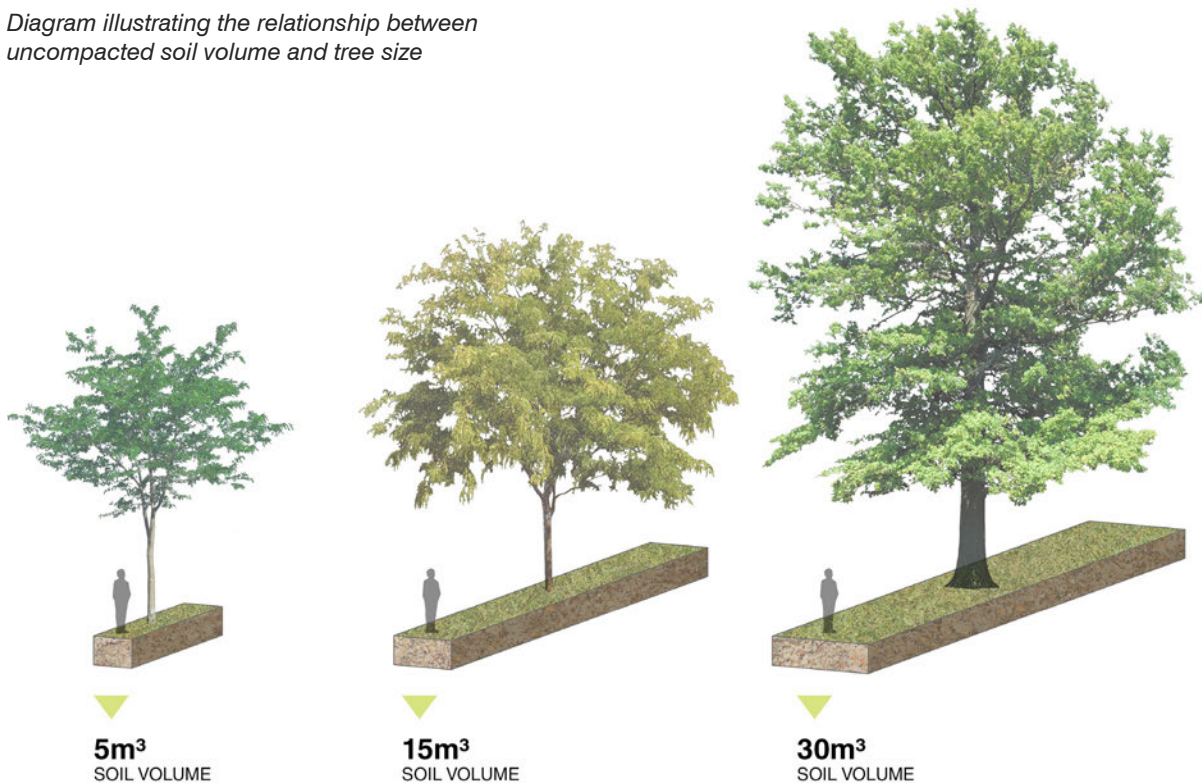 Diagram illustrating the relationship between
uncompacted soil volume and tree size
5m³
SOIL VOLUME
15m³
SOIL VOLUME
30m³
SOIL VOLUME